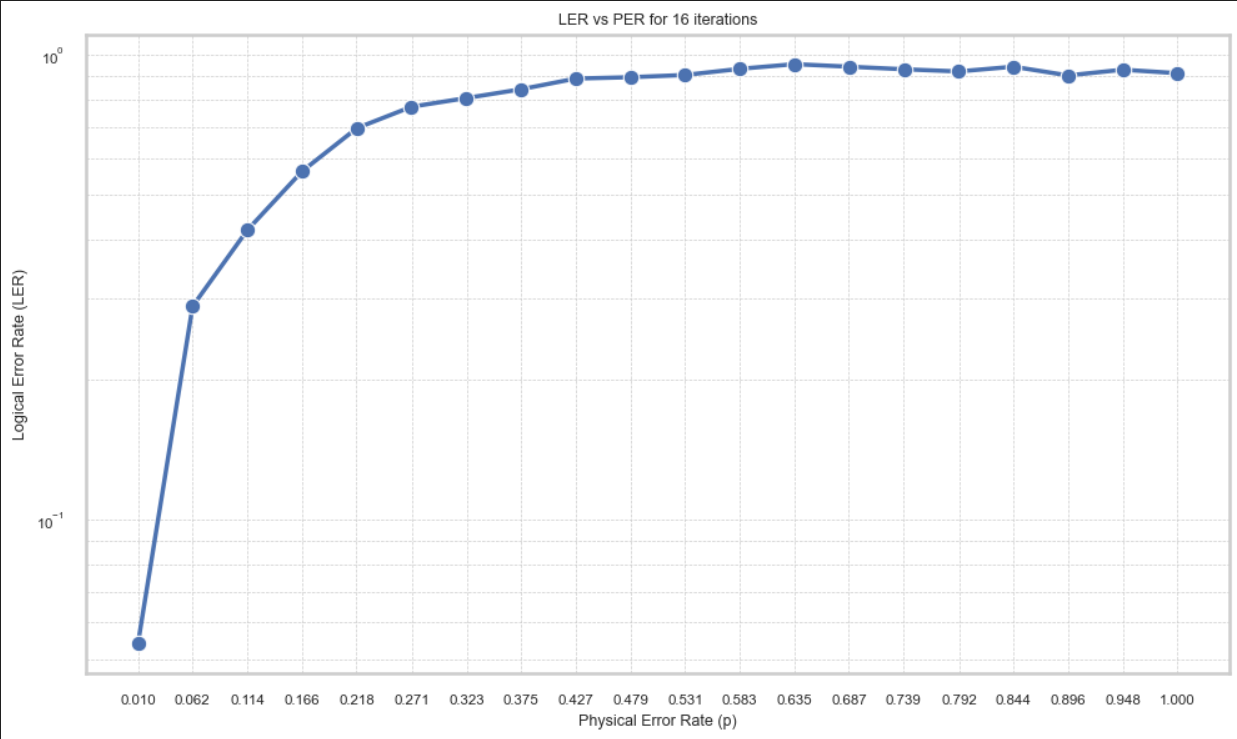 LER vs PER for 16 iterations
10⁰
10⁻¹
Logical Error Rate (LER)
0.010 0.062 0.114 0.166 0.218 0.271 0.323 0.375 0.427 0.479 0.531 0.583 0.635 0.687 0.739 0.792 0.844 0.896 0.948 1.000
Physical Error Rate (p)